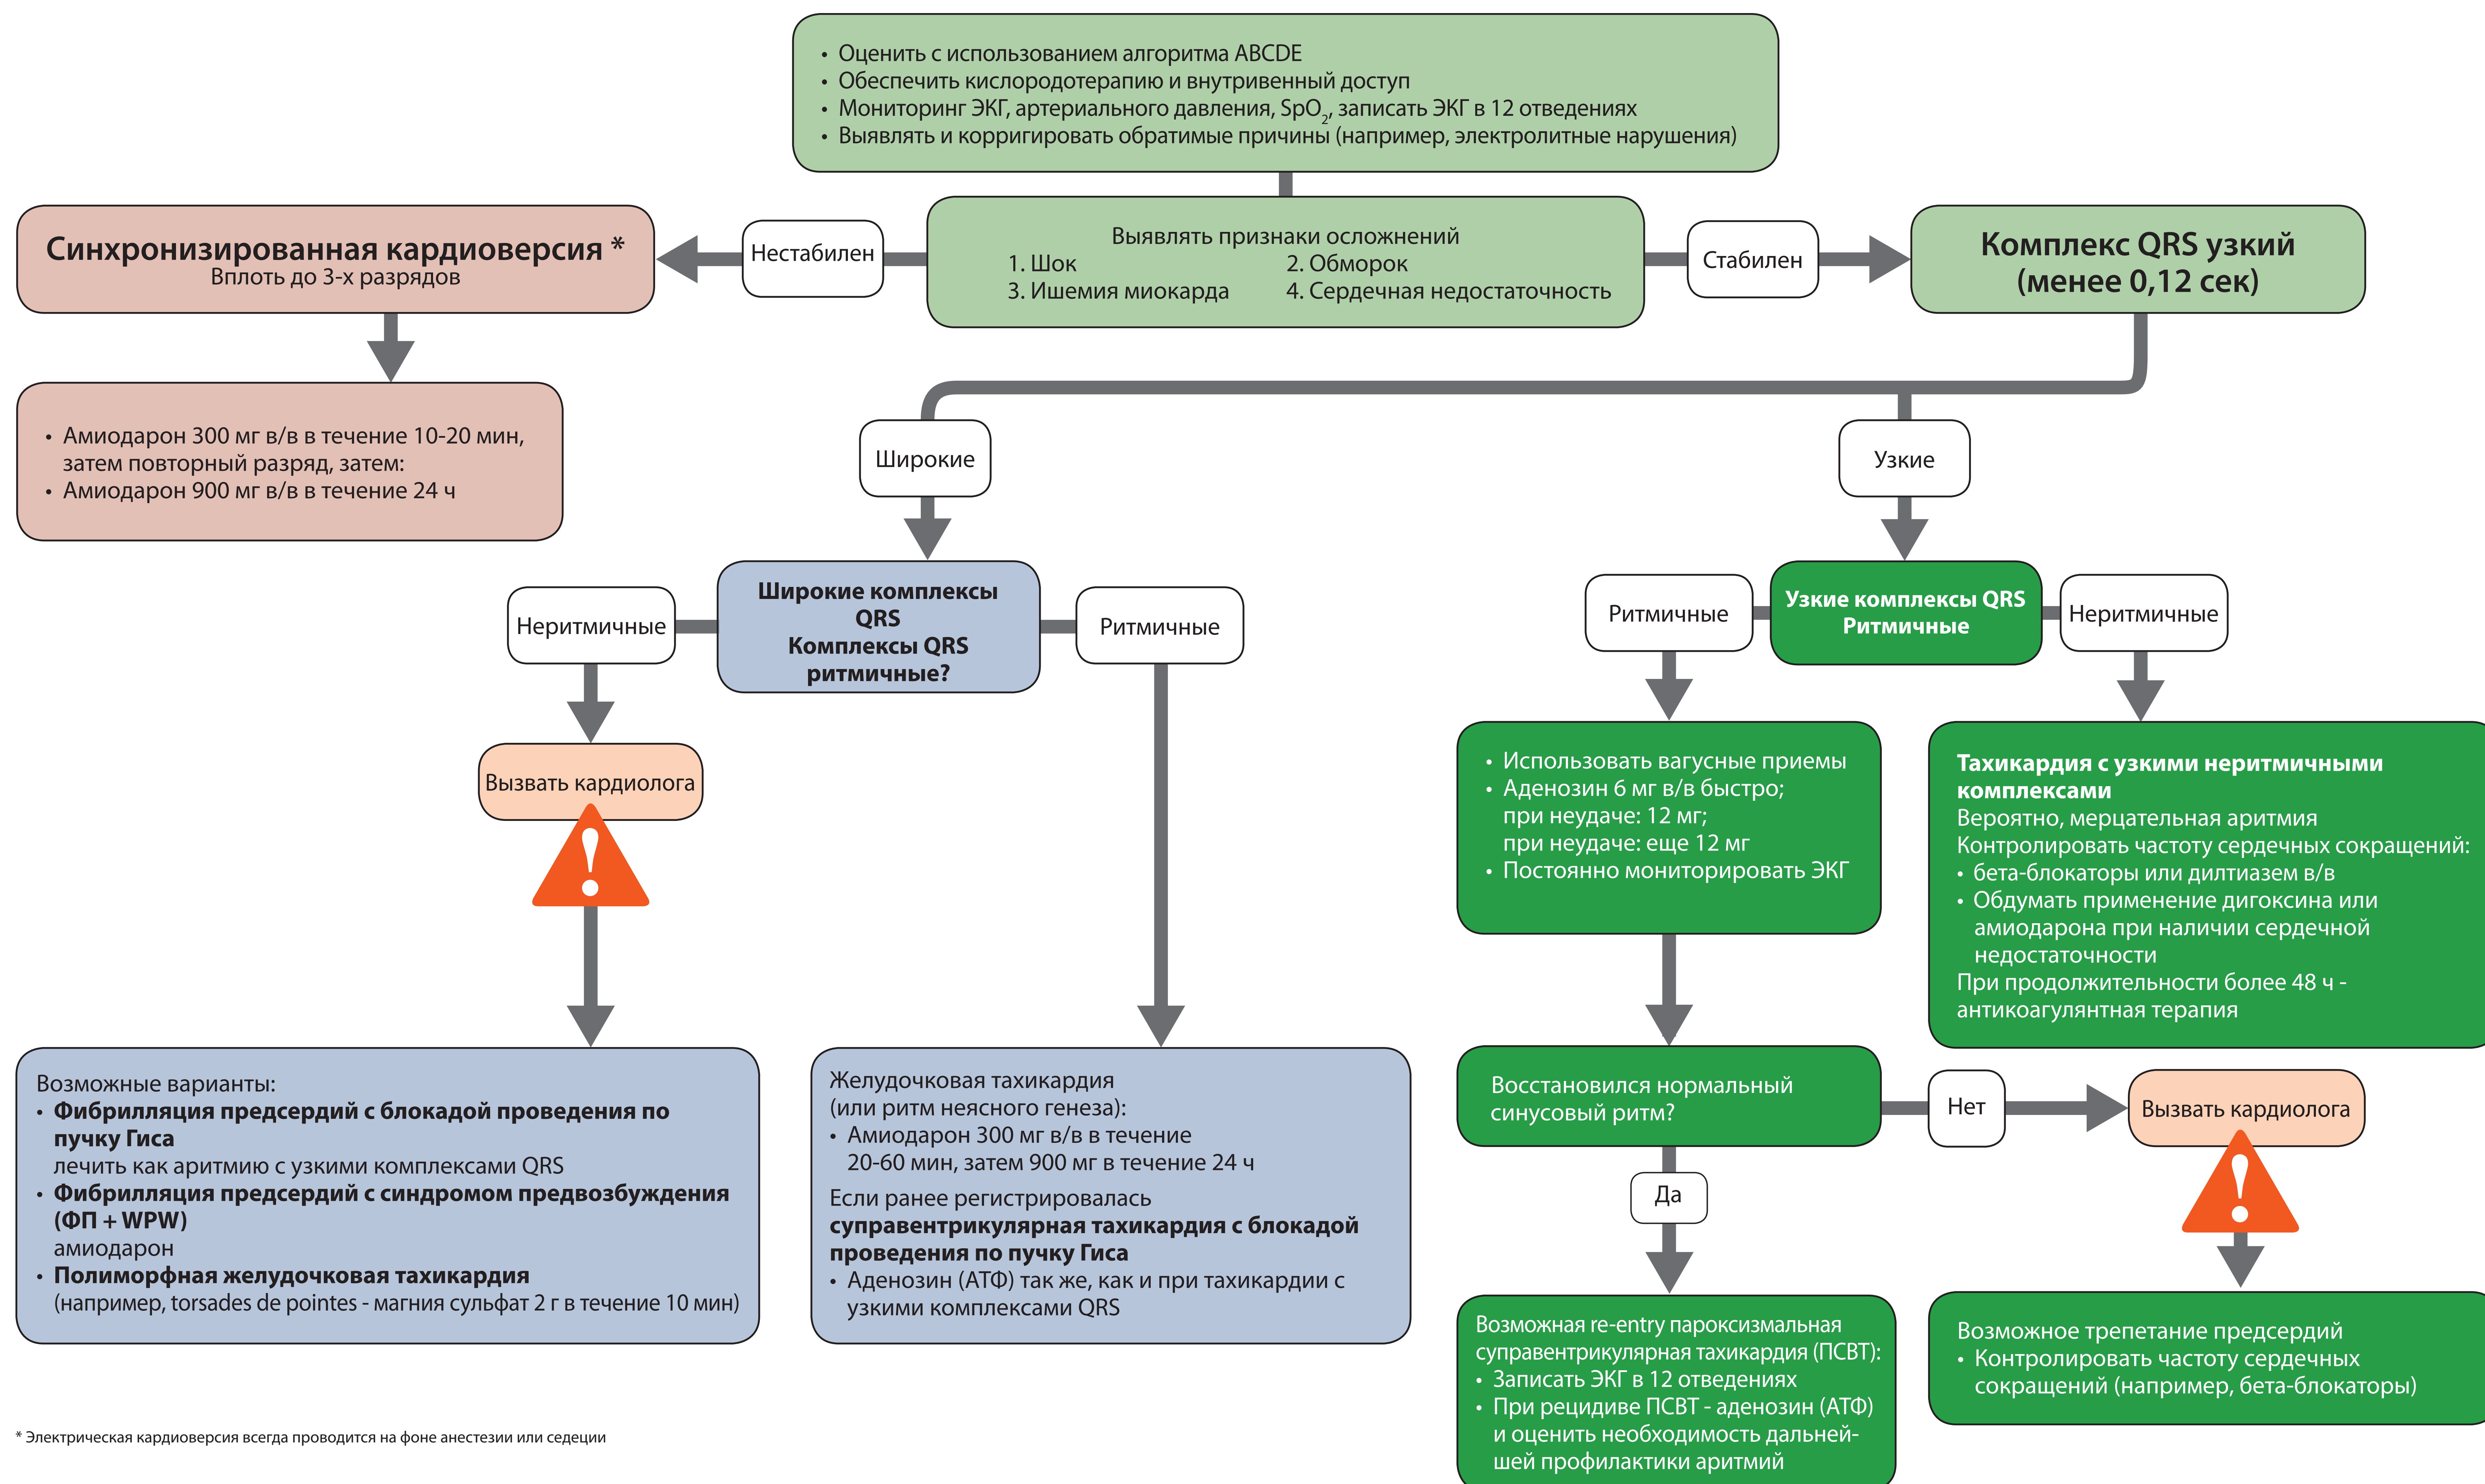 • Оценить с использованием алгоритма ABCDE
• Обеспечить кислородотерапию и внутривенный доступ
• Мониторинг ЭКГ, артериального давления, SpO2, записать ЭКГ в 12 отведениях
• Выявлять и корригировать обратимые причины (например, электролитные нарушения)
Синхронизированная кардиоверсия *
Вплоть до 3-х разрядов
Нестабилен
Выявлять признаки осложнений
1. Шок 2. Обморок
3. Ишемия миокарда 4. Сердечная недостаточность
Стабилен
Комплекс QRS узкий
(менее 0,12 сек)
• Амиодарон 300 мг в/в в течение 10-20 мин,
затем повторный разряд, затем:
• Амиодарон 900 мг в/в в течение 24 ч
Широкие
Узкие
Неритмичные
Широкие комплексы
QRS
Комплексы QRS
ритмичные?
Ритмичные
Ритмичные
Узкие комплексы QRS
Ритмичные
Неритмичные
Вызвать кардиолога
!
• Использовать вагусные приемы
• Аденозин 6 мг в/в быстро;
при неудаче: 12 мг;
при неудаче: еще 12 мг
• Постоянно мониторировать ЭКГ
Тахикардия с узкими неритмичными
комплексами
Вероятно, мерцательная аритмия
Контролировать частоту сердечных сокращений:
• бета-блокаторы или дилтиазем в/в
• Обдумать применение дигоксина или
амиодарона при наличии сердечной
недостаточности
При продолжительности более 48 ч -
антикоагулянтная терапия
Возможные варианты:
• Фибрилляция предсердий с блокадой проведения по
пучку Гиса
лечить как аритмию с узкими комплексами QRS
• Фибрилляция предсердий с синдромом предвозбуждения
(ФП + WPW)
амиодарон
• Полиморфная желудочковая тахикардия
(например, torsades de pointes - магния сульфат 2 г в течение 10 мин)
Желудочковая тахикардия
(или ритм неясного генеза):
• Амиодарон 300 мг в/в в течение
20-60 мин, затем 900 мг в течение 24 ч
Если ранее регистрировалась
суправентрикулярная тахикардия с блокадой
проведения по пучку Гиса
• Аденозин (АТФ) так же, как и при тахикардии с
узкими комплексами QRS
Восстановился нормальный
синусовый ритм?
Нет
Вызвать кардиолога
!
Да
Возможная re-entry пароксизмальная
суправентрикулярная тахикардия (ПСВТ):
• Записать ЭКГ в 12 отведениях
• При рецидиве ПСВТ - аденозин (АТФ)
и оценить необходимость дальней-
шей профилактики аритмий
Возможное трепетание предсердий
• Контролировать частоту сердечных
сокращений (например, бета-блокаторы)
* Электрическая кардиоверсия всегда проводится на фоне анестезии или седеции